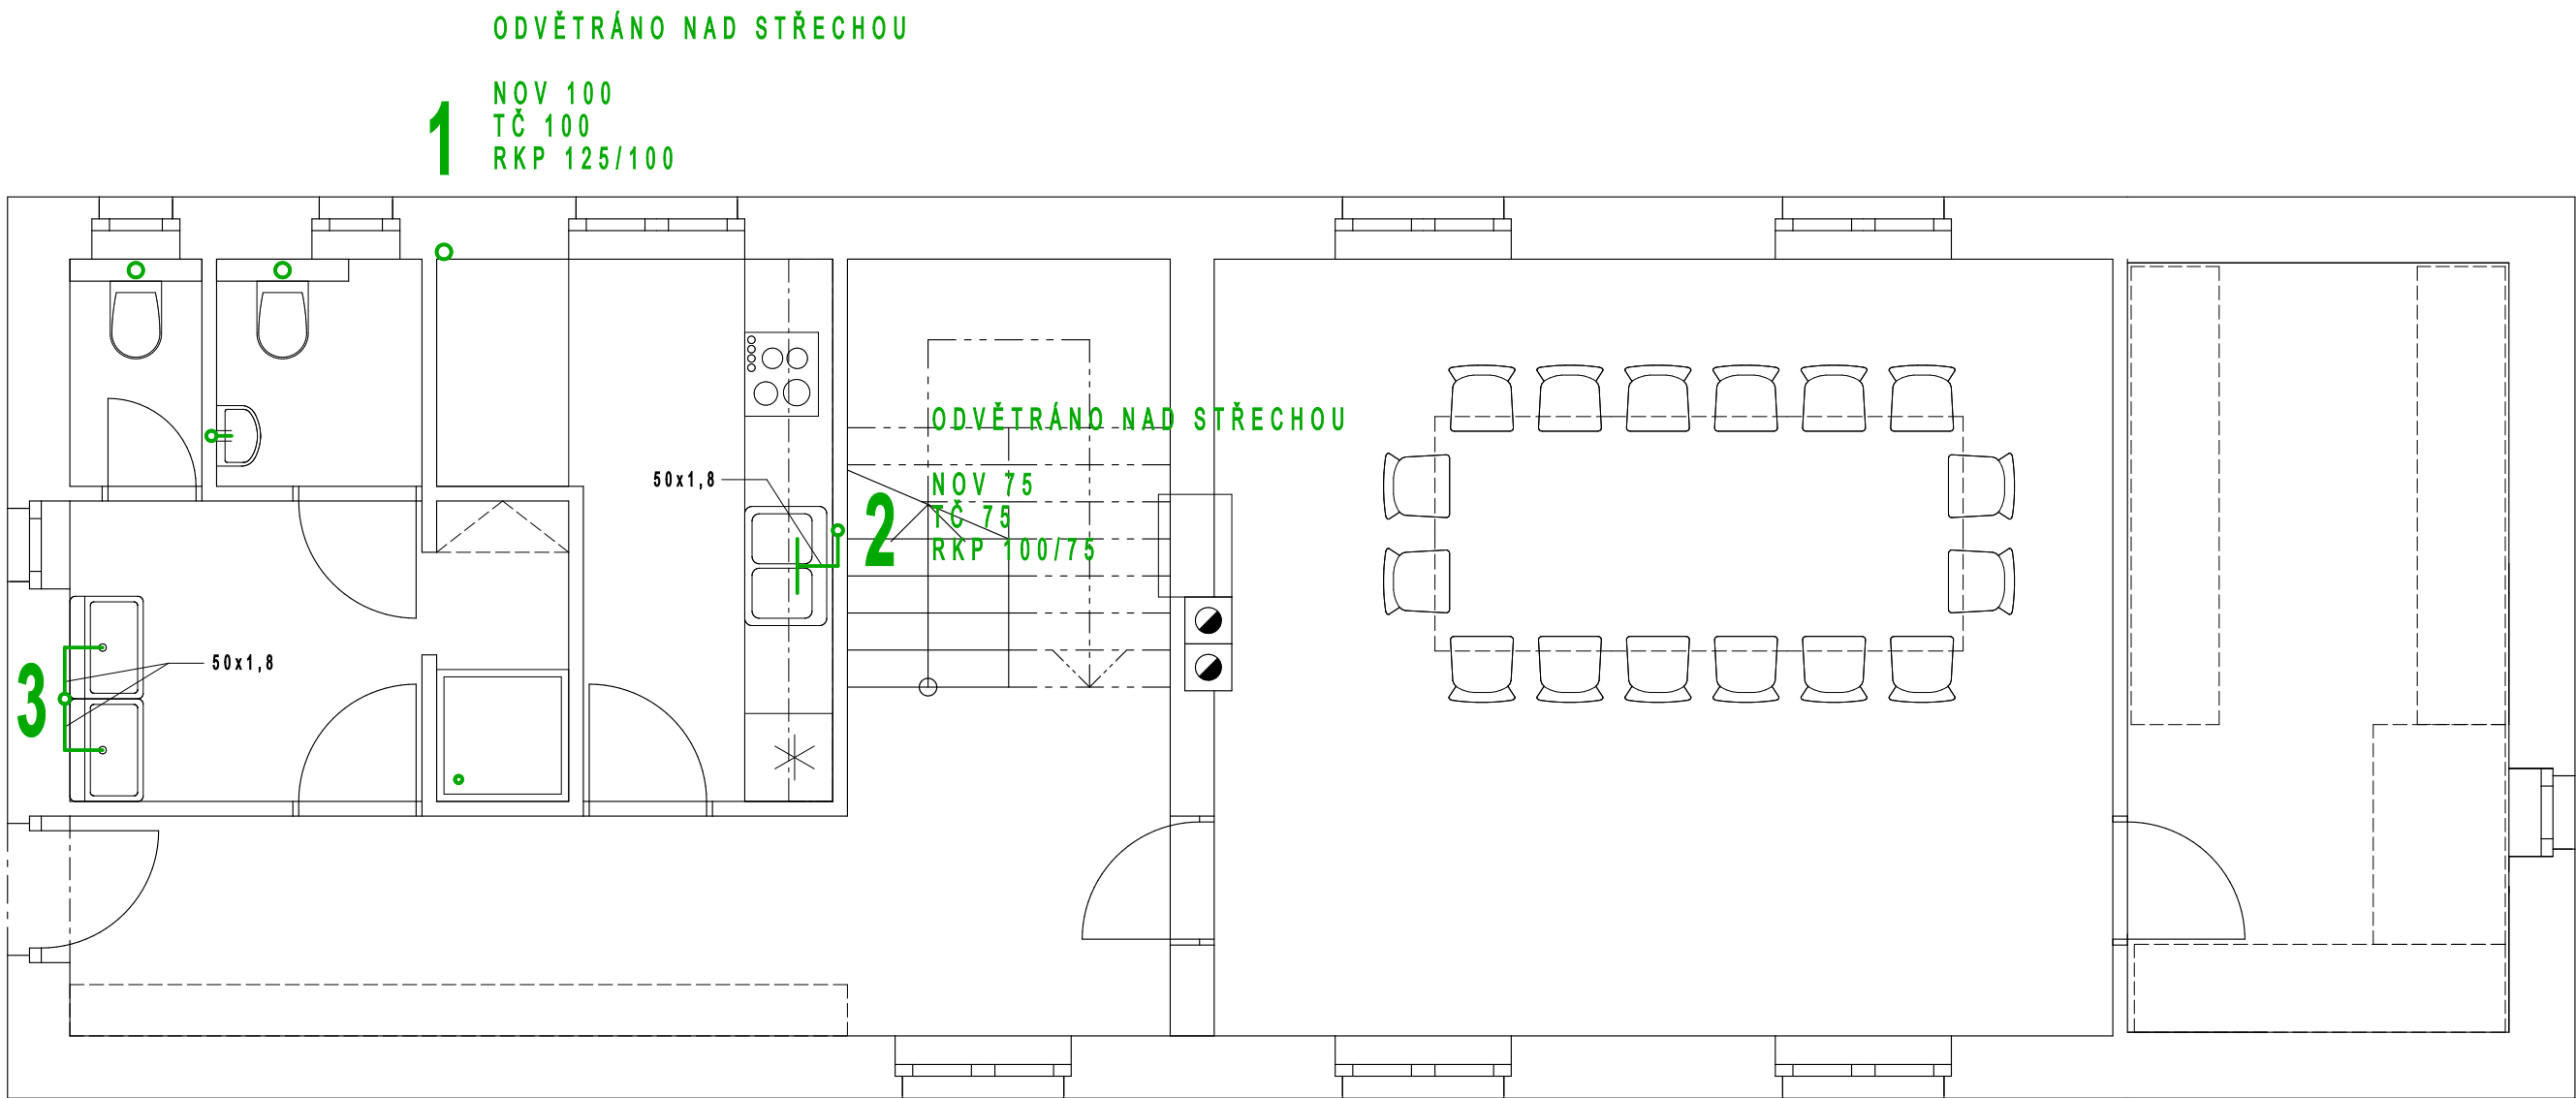 ODVĚTRÁNO NAD STŘECHOU
1
NOV 100
TČ 100
RKP 125/100
ODVĚTRÁNO NAD STŘECHOU
50x1,8
2
NOV 75
TČ 75
RKP 100/75
3
50x1,8